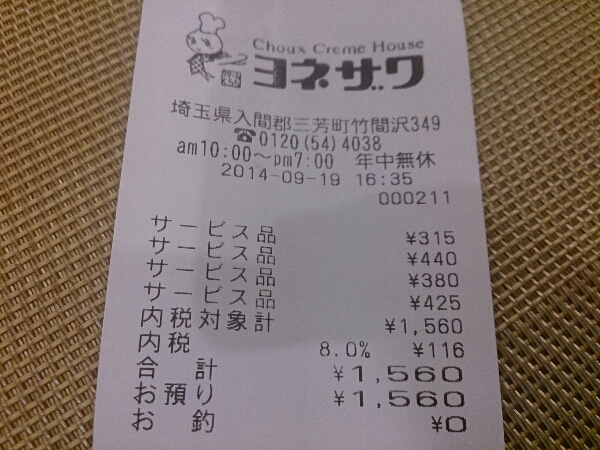 Choux Creme House
ヨネザワ
埼玉県入間郡三芳町竹間沢349
☎0120(54)4038
am10:00～pm7:00 年中無休
2014-09-19 16:35
000211
サービス品 ¥315
サービス品 ¥440
サービス品 ¥380
サービス品 ¥425
内税対象計 ¥1,560
内税 8.0% ¥116
合 計 ¥1,560
お預り ¥1,560
お 釣 ¥0